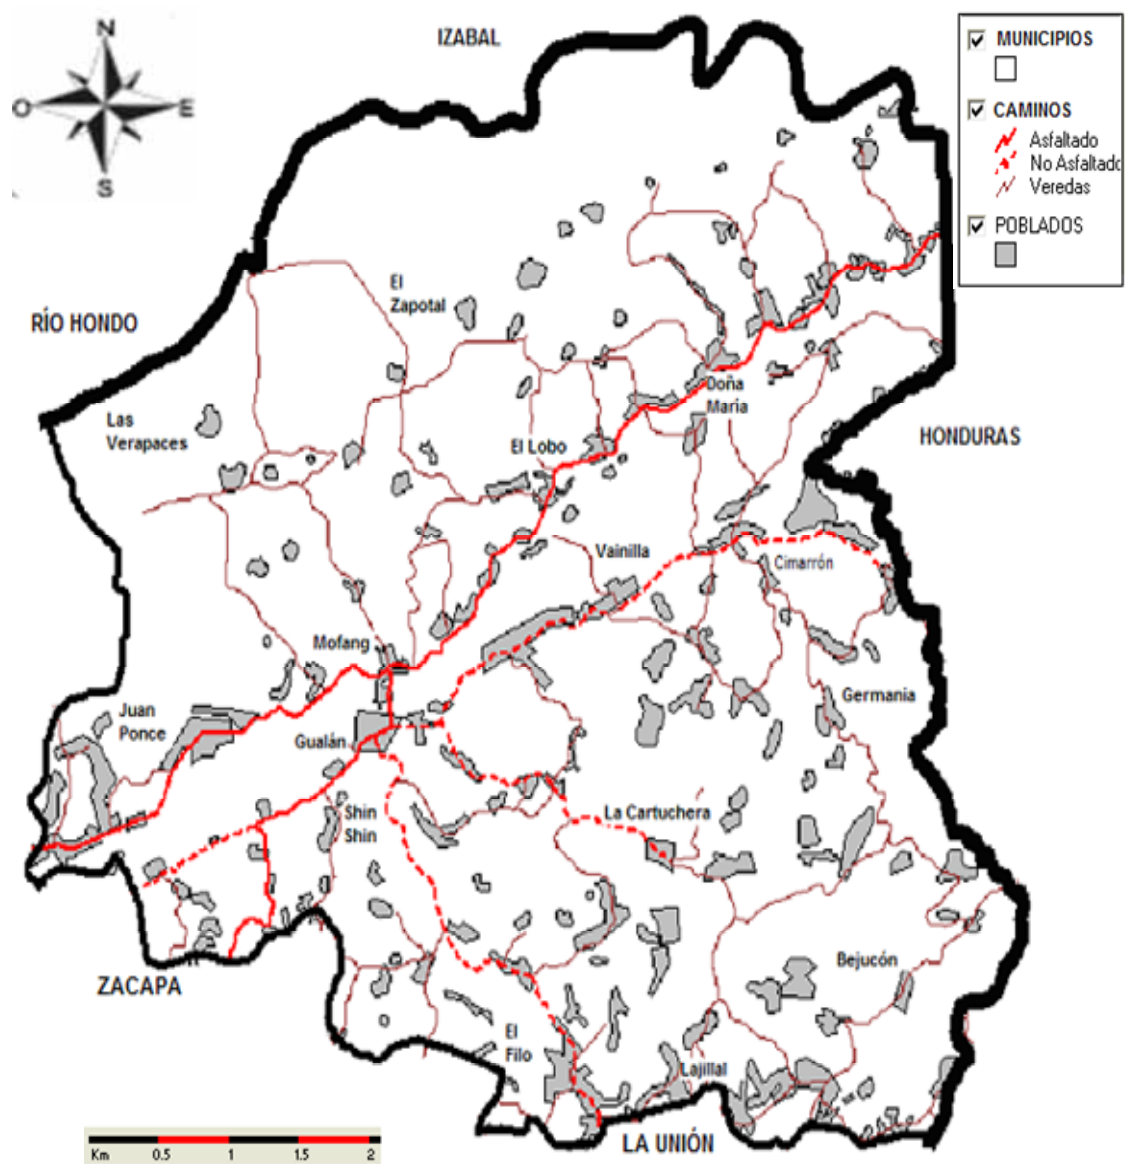 N
O
E
S
IZABAL
MUNICIPIOS
CAMINOS
Asfaltado
No Asfaltado
Veredas
POBLADOS
RÍO HONDO
El
Zapotal
Las
Verapaces
Doña
María
El Lobo
HONDURAS
Vainilla
Cimarrón
Mofang
Germania
Juan
Ponce
Gualán
Shin
Shin
La Cartuchera
ZACAPA
Bejucón
El
Filo
Lajillal
LA UNIÓN
Km 0.5 1 1.5 2